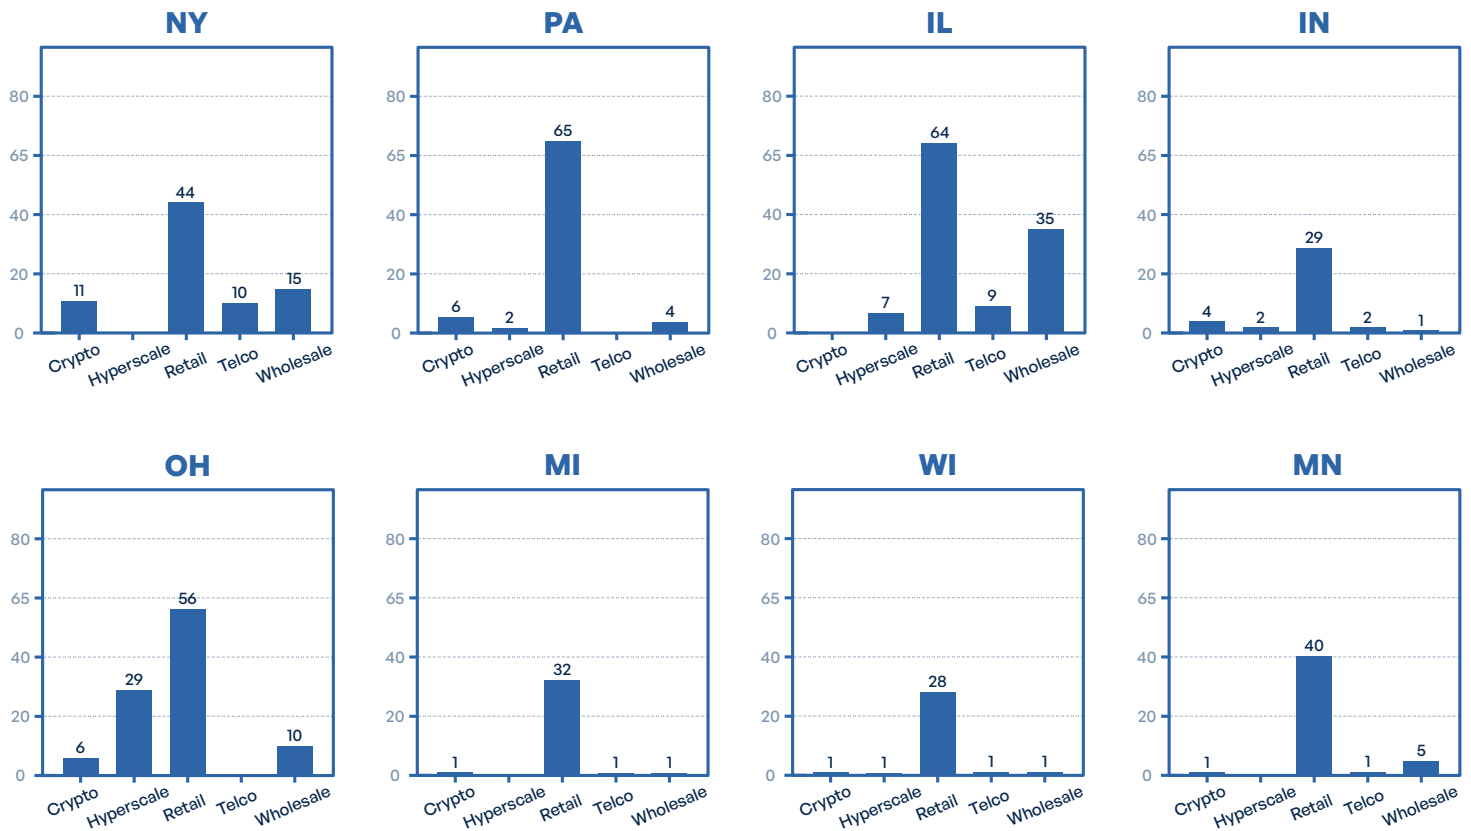 NY
80
65
40
20
0
11
44
10
15
Crypto
Hyperscale
Retail
Telco
Wholesale
PA
80
65
40
20
0
6
2
65
4
Crypto
Hyperscale
Retail
Telco
Wholesale
IL
80
65
40
20
0
7
64
9
35
Crypto
Hyperscale
Retail
Telco
Wholesale
IN
80
65
40
20
0
4
2
29
2
1
Crypto
Hyperscale
Retail
Telco
Wholesale
OH
80
65
40
20
0
6
29
56
10
Crypto
Hyperscale
Retail
Telco
Wholesale
MI
80
65
40
20
0
1
32
1
1
Crypto
Hyperscale
Retail
Telco
Wholesale
WI
80
65
40
20
0
1
1
28
1
1
Crypto
Hyperscale
Retail
Telco
Wholesale
MN
80
65
40
20
0
1
40
1
5
Crypto
Hyperscale
Retail
Telco
Wholesale